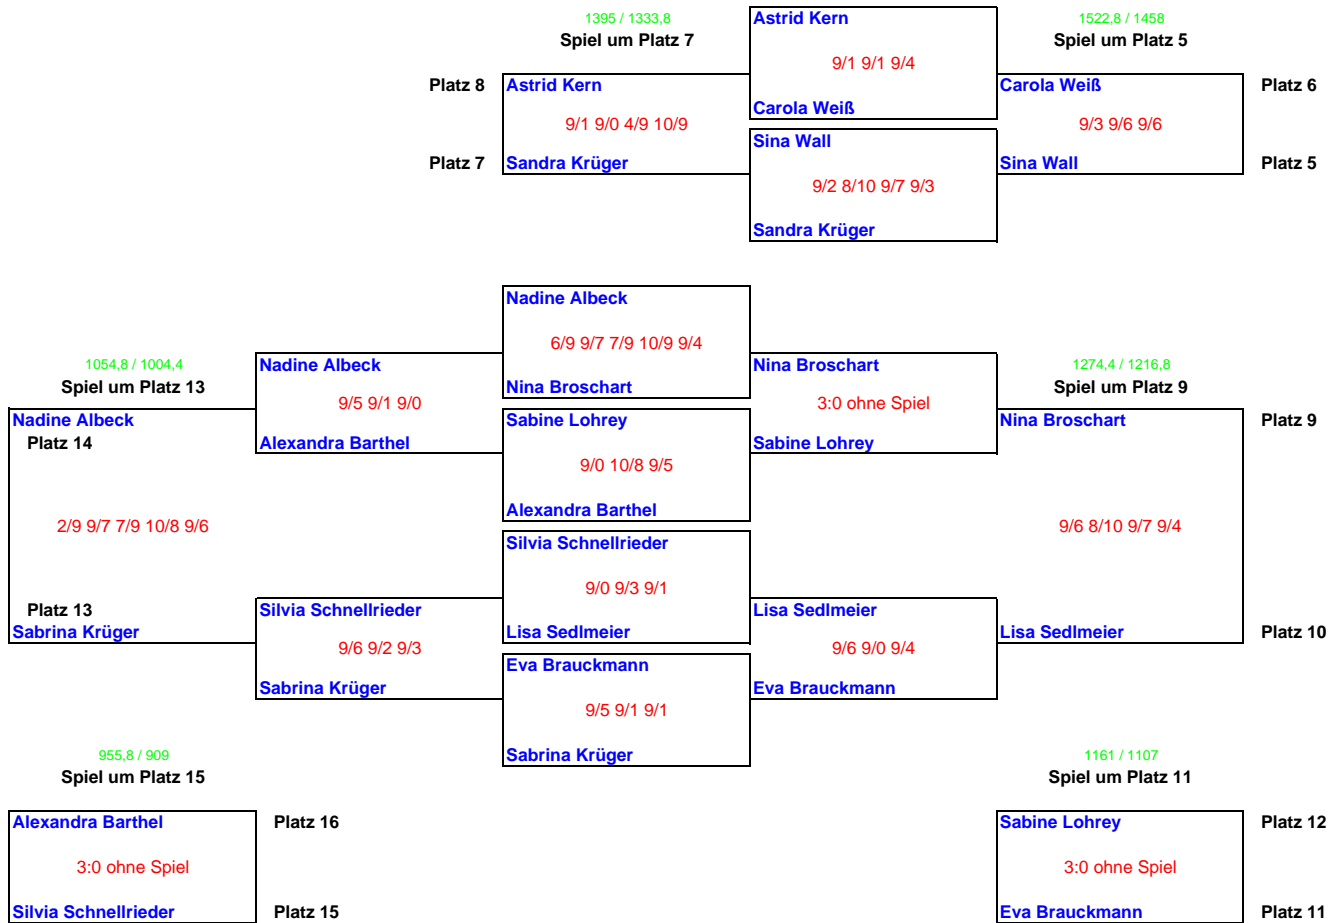 1395 / 1333,8
Spiel um Platz 7
Astrid Kern
1522,8 / 1458
Spiel um Platz 5
9/1 9/1 9/4
Platz 8
Astrid Kern
Carola Weiß
Carola Weiß
Platz 6
9/1 9/0 4/9 10/9
9/3 9/6 9/6
Sina Wall
Platz 7
Sandra Krüger
Sina Wall
Platz 5
9/2 8/10 9/7 9/3
Sandra Krüger
Nadine Albeck
6/9 9/7 7/9 10/9 9/4
1054,8 / 1004,4
Spiel um Platz 13
Nadine Albeck
Nina Broschart
Nina Broschart
1274,4 / 1216,8
Spiel um Platz 9
9/5 9/1 9/0
3:0 ohne Spiel
Nadine Albeck
Platz 14
Alexandra Barthel
Sabine Lohrey
Sabine Lohrey
Nina Broschart
Platz 9
9/0 10/8 9/5
Alexandra Barthel
2/9 9/7 7/9 10/8 9/6
9/6 8/10 9/7 9/4
Silvia Schnellrieder
9/0 9/3 9/1
Platz 13
Sabrina Krüger
Silvia Schnellrieder
Lisa Sedlmeier
Lisa Sedlmeier
Lisa Sedlmeier
Platz 10
9/6 9/2 9/3
9/6 9/0 9/4
Eva Brauckmann
Sabrina Krüger
Eva Brauckmann
9/5 9/1 9/1
Sabrina Krüger
955,8 / 909
Spiel um Platz 15
1161 / 1107
Spiel um Platz 11
Alexandra Barthel
Platz 16
Sabine Lohrey
Platz 12
3:0 ohne Spiel
3:0 ohne Spiel
Silvia Schnellrieder
Platz 15
Eva Brauckmann
Platz 11